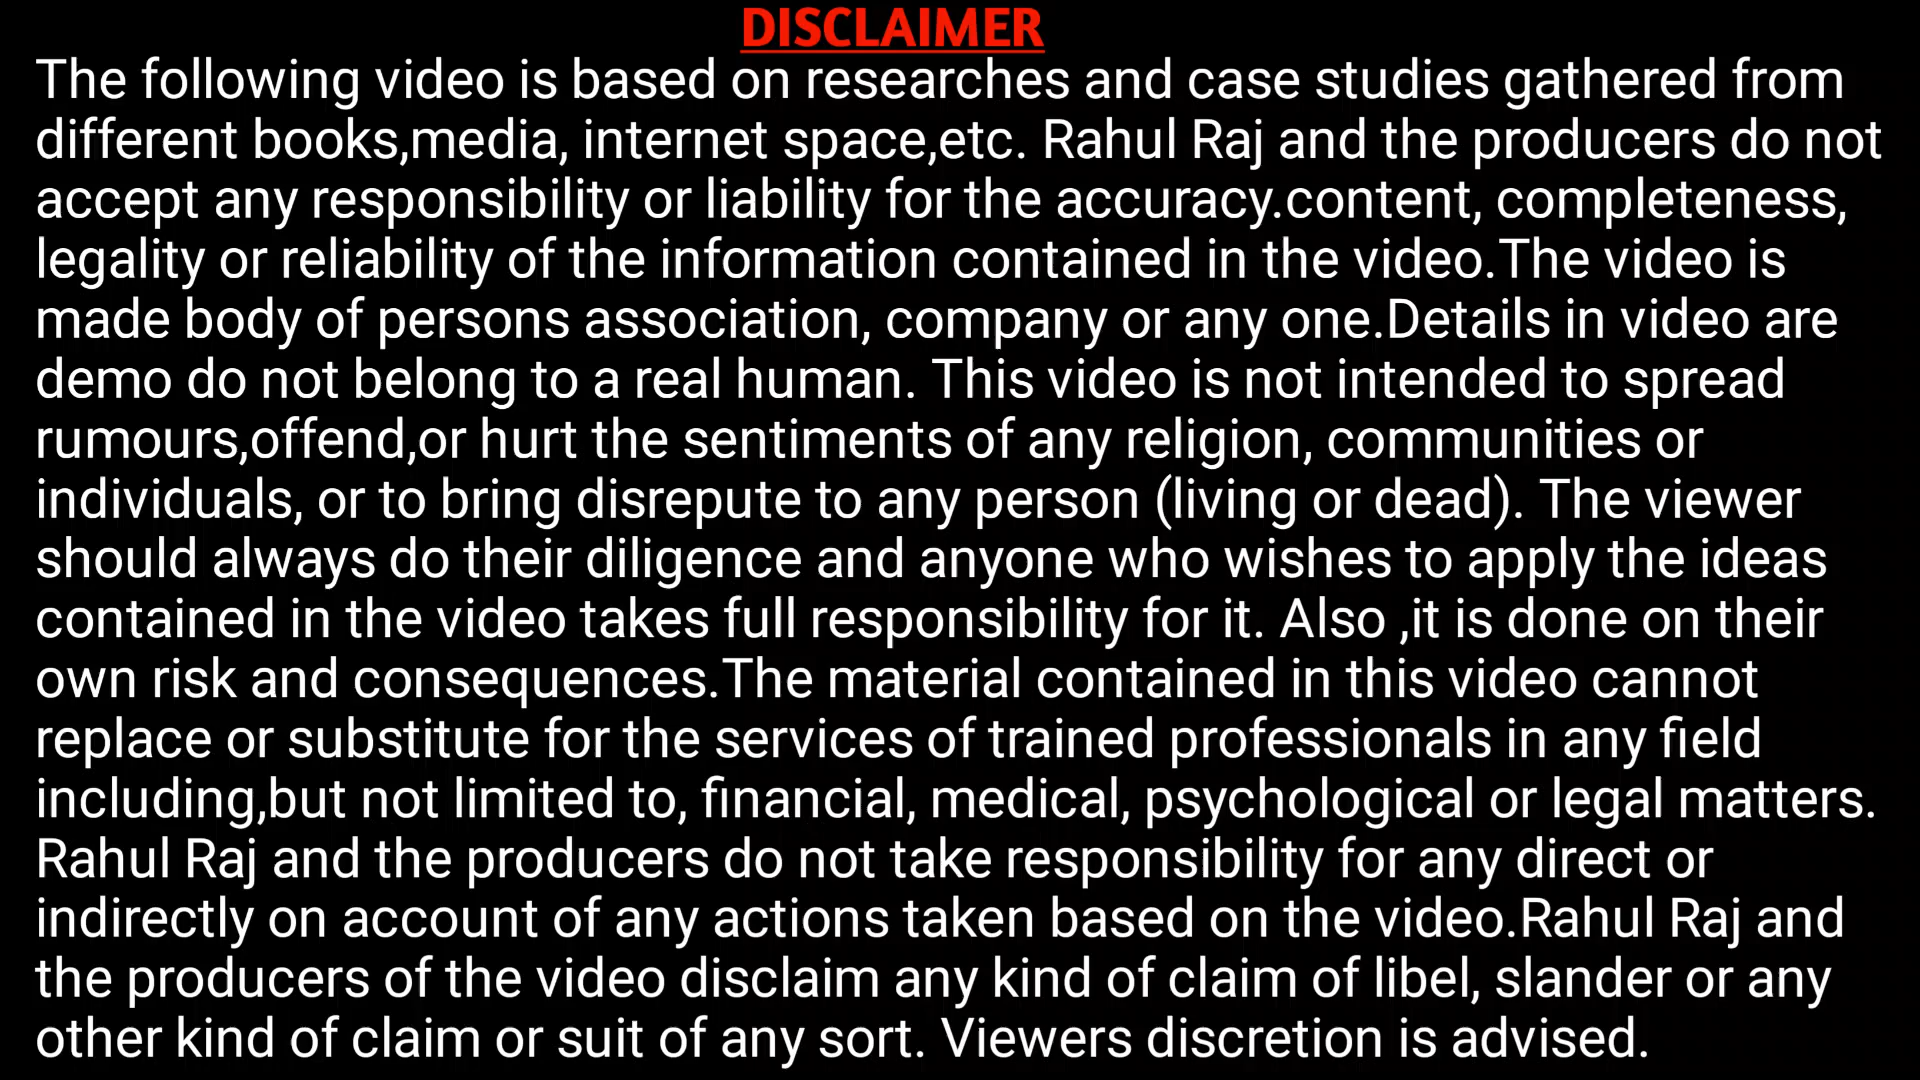 DISCLAIMER
The following video is based on researches and case studies gathered from
different books,media, internet space,etc. Rahul Raj and the producers do not
accept any responsibility or liability for the accuracy.content, completeness,
legality or reliability of the information contained in the video.The video is
made body of persons association, company or any one.Details in video are
demo do not belong to a real human. This video is not intended to spread
rumours,offend,or hurt the sentiments of any religion, communities or
individuals, or to bring disrepute to any person (living or dead). The viewer
should always do their diligence and anyone who wishes to apply the ideas
contained in the video takes full responsibility for it. Also ,it is done on their
own risk and consequences.The material contained in this video cannot
replace or substitute for the services of trained professionals in any field
including,but not limited to, financial, medical, psychological or legal matters.
Rahul Raj and the producers do not take responsibility for any direct or
indirectly on account of any actions taken based on the video.Rahul Raj and
the producers of the video disclaim any kind of claim of libel, slander or any
other kind of claim or suit of any sort. Viewers discretion is advised.